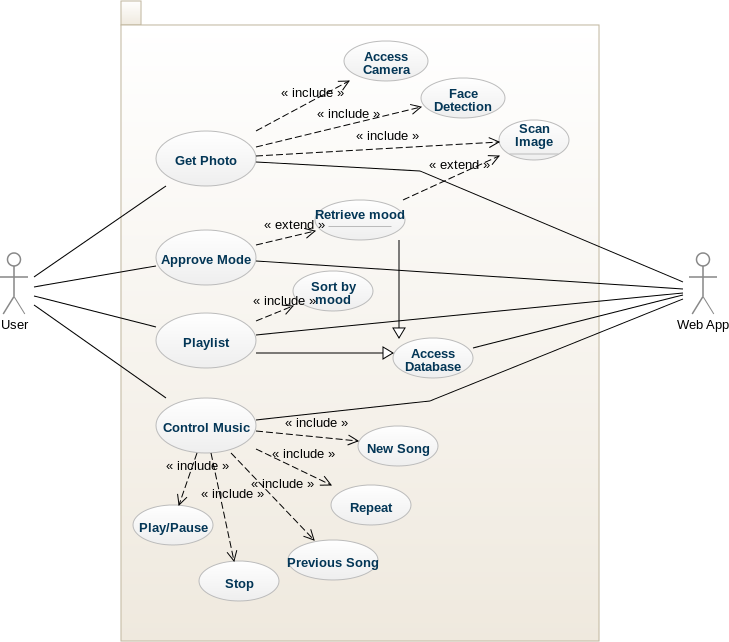 Access
Camera
« include »
Face
Detection
« include »
Scan
Image
« include »
Get Photo
« extend »
Retrieve mood
« extend »
Approve Mode
Sort by
mood
« include »
User
Web App
Playlist
Access
Database
Control Music
« include »
New Song
« include »
« include »
« include »
« include »
Repeat
Play/Pause
Previous Song
Stop